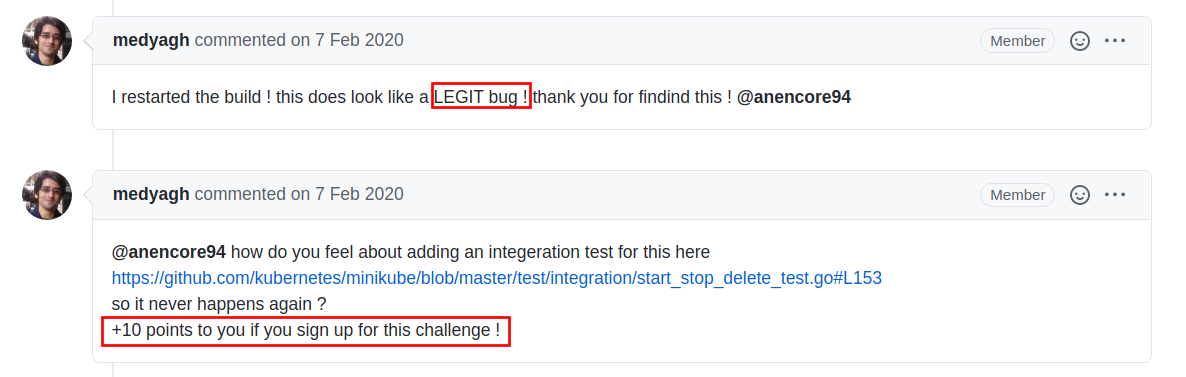 medyagh commented on 7 Feb 2020
Member
I restarted the build ! this does look like a LEGIT bug ! thank you for findind this ! @anencore94
medyagh commented on 7 Feb 2020
Member
@anencore94 how do you feel about adding an integeration test for this here
https://github.com/kubernetes/minikube/blob/master/test/integration/start_stop_delete_test.go#L153
so it never happens again ?
+10 points to you if you sign up for this challenge !